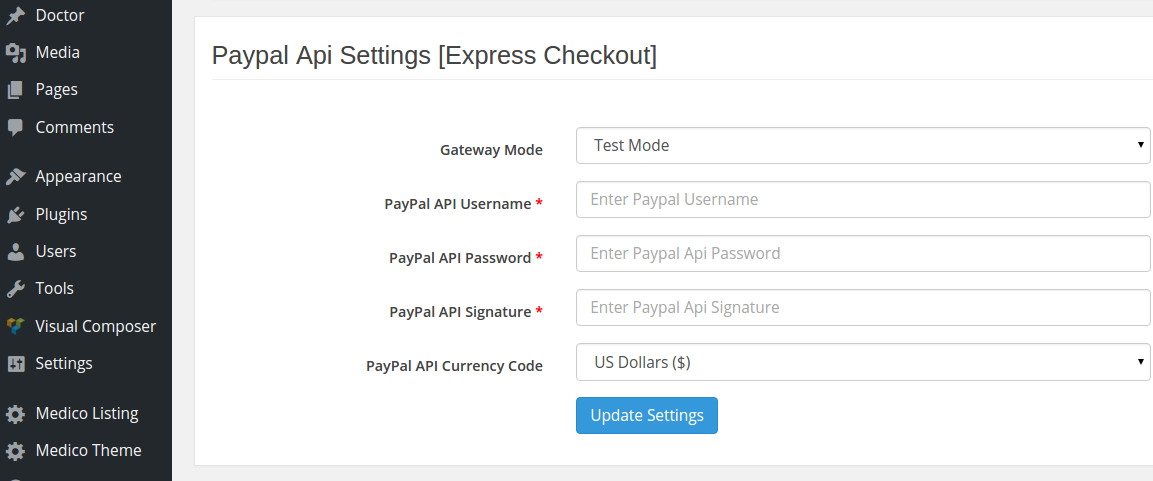 Doctor
Media
Pages
Comments
Appearance
Plugins
Users
Tools
Visual Composer
Settings
Medico Listing
Medico Theme
Paypal Api Settings [Express Checkout]
Gateway Mode Test Mode
PayPal API Username * Enter Paypal Username
PayPal API Password * Enter Paypal Api Password
PayPal API Signature * Enter Paypal Api Signature
PayPal API Currency Code US Dollars ($)
Update Settings